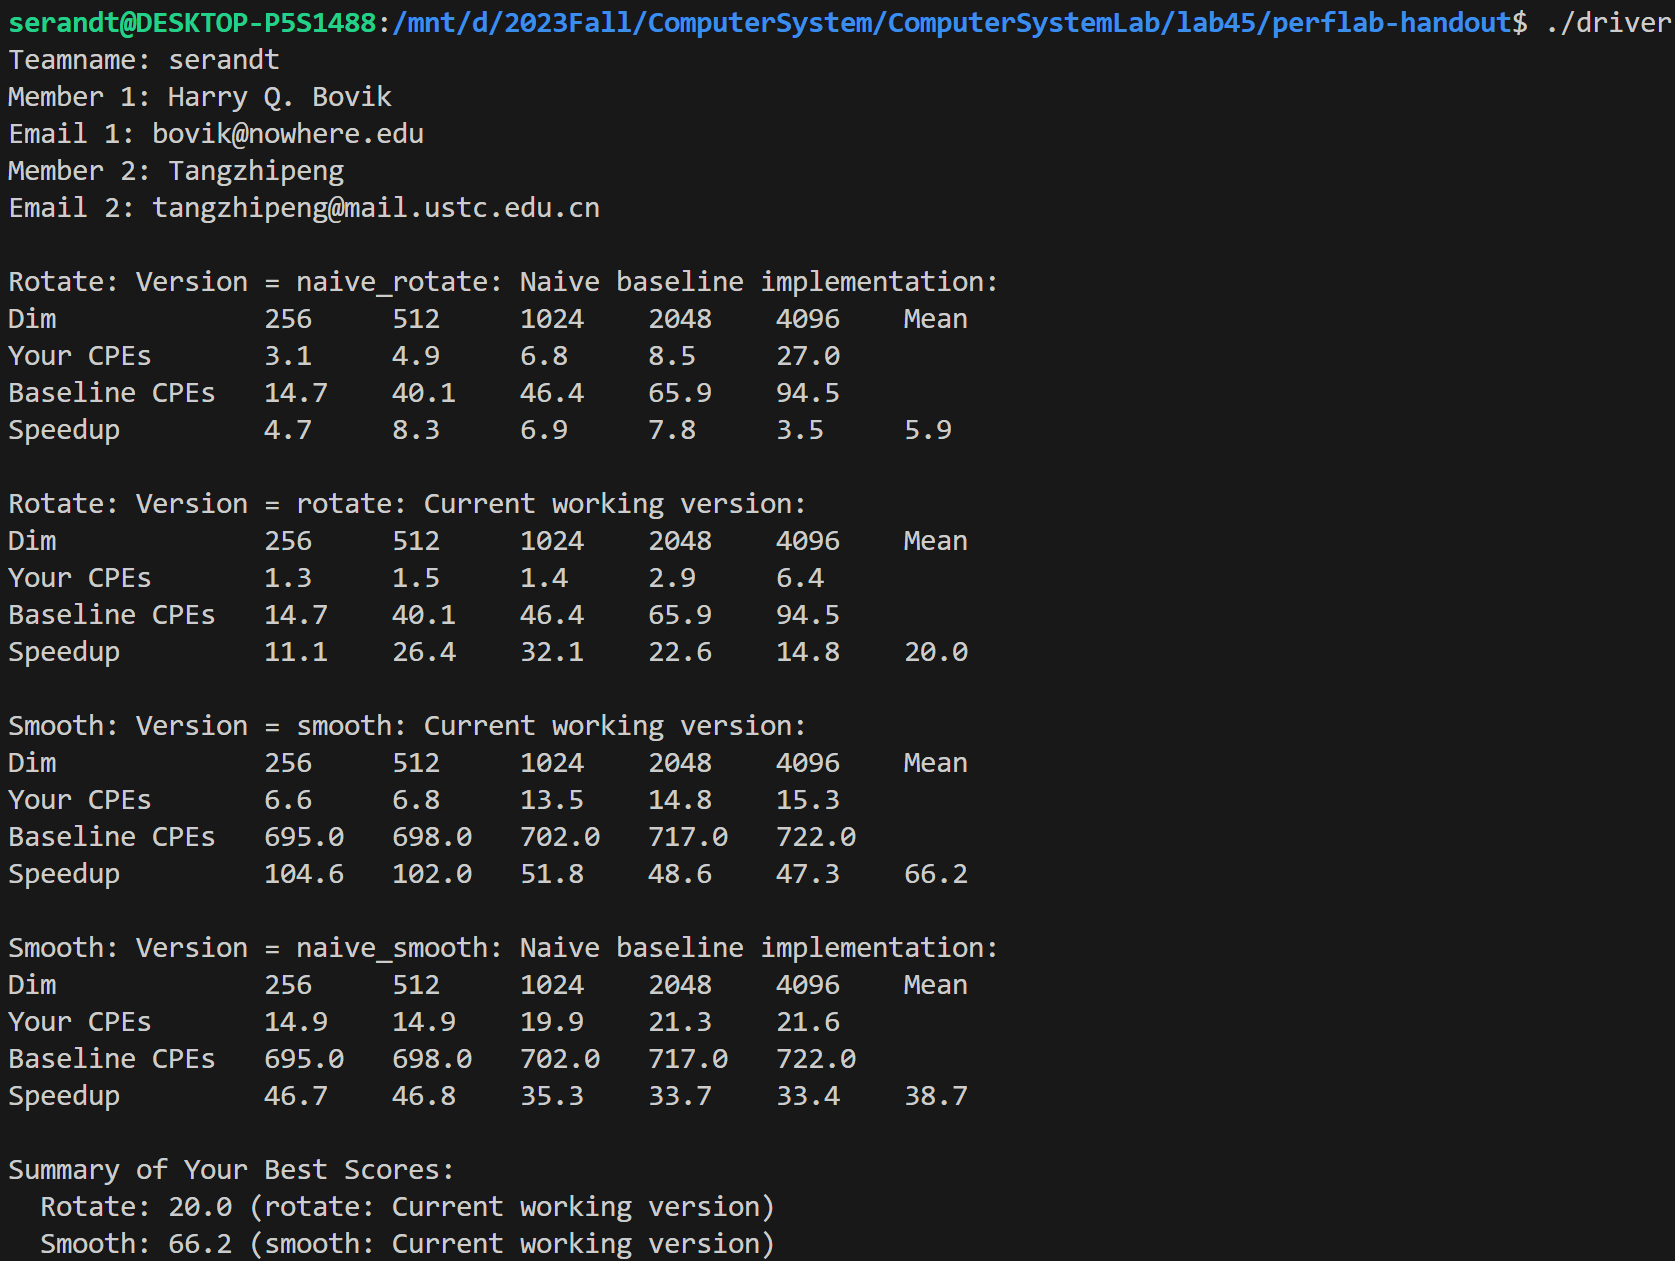 serandt@DESKTOP-P5S1488:/mnt/d/2023Fall/ComputerSystem/ComputerSystemLab/lab45/perflab-handout$ ./driver
Teamname: serandt
Member 1: Harry Q. Bovik
Email 1: bovik@nowhere.edu
Member 2: Tangzhipeng
Email 2: tangzhipeng@mail.ustc.edu.cn

Rotate: Version = naive_rotate: Naive baseline implementation:
Dim             256     512     1024    2048    4096    Mean
Your CPEs       3.1     4.9     6.8     8.5     27.0
Baseline CPEs   14.7    40.1    46.4    65.9    94.5
Speedup         4.7     8.3     6.9     7.8     3.5     5.9

Rotate: Version = rotate: Current working version:
Dim             256     512     1024    2048    4096    Mean
Your CPEs       1.3     1.5     1.4     2.9     6.4
Baseline CPEs   14.7    40.1    46.4    65.9    94.5
Speedup         11.1    26.4    32.1    22.6    14.8    20.0

Smooth: Version = smooth: Current working version:
Dim             256     512     1024    2048    4096    Mean
Your CPEs       6.6     6.8     13.5    14.8    15.3
Baseline CPEs   695.0   698.0   702.0   717.0   722.0
Speedup         104.6   102.0   51.8    48.6    47.3    66.2

Smooth: Version = naive_smooth: Naive baseline implementation:
Dim             256     512     1024    2048    4096    Mean
Your CPEs       14.9    14.9    19.9    21.3    21.6
Baseline CPEs   695.0   698.0   702.0   717.0   722.0
Speedup         46.7    46.8    35.3    33.7    33.4    38.7

Summary of Your Best Scores:
  Rotate: 20.0 (rotate: Current working version)
  Smooth: 66.2 (smooth: Current working version)